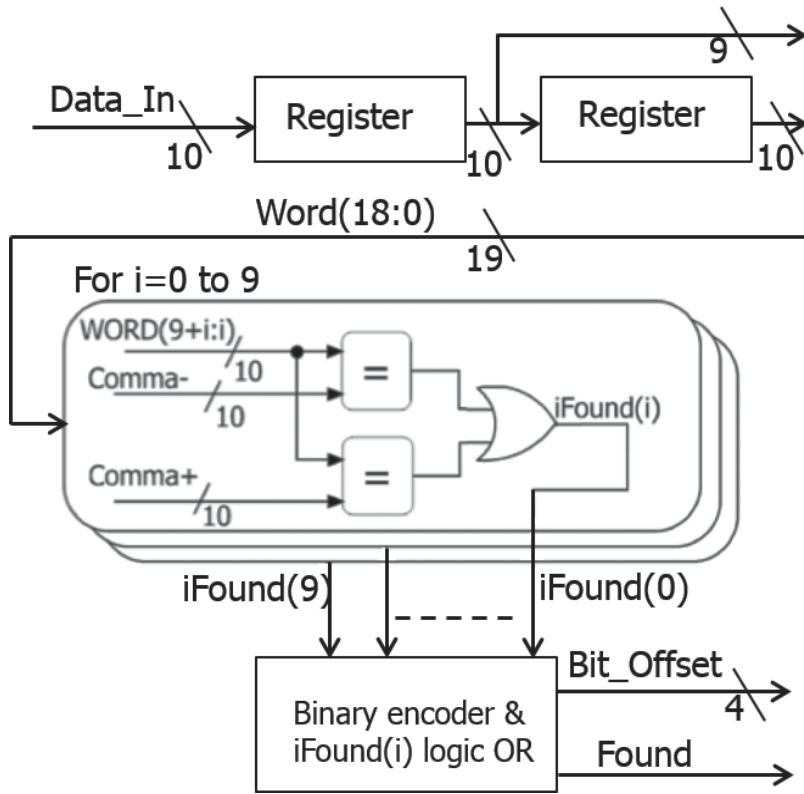 9
Data_In
Register
Register
10
10
10
Word(18:0)
19
For i=0 to 9
WORD(9+i:i)
10
=
Comma-
10
iFound(i)
Comma+
=
10
iFound(9)
iFound(0)
Bit_Offset
4
Binary encoder &
iFound(i) logic OR
Found